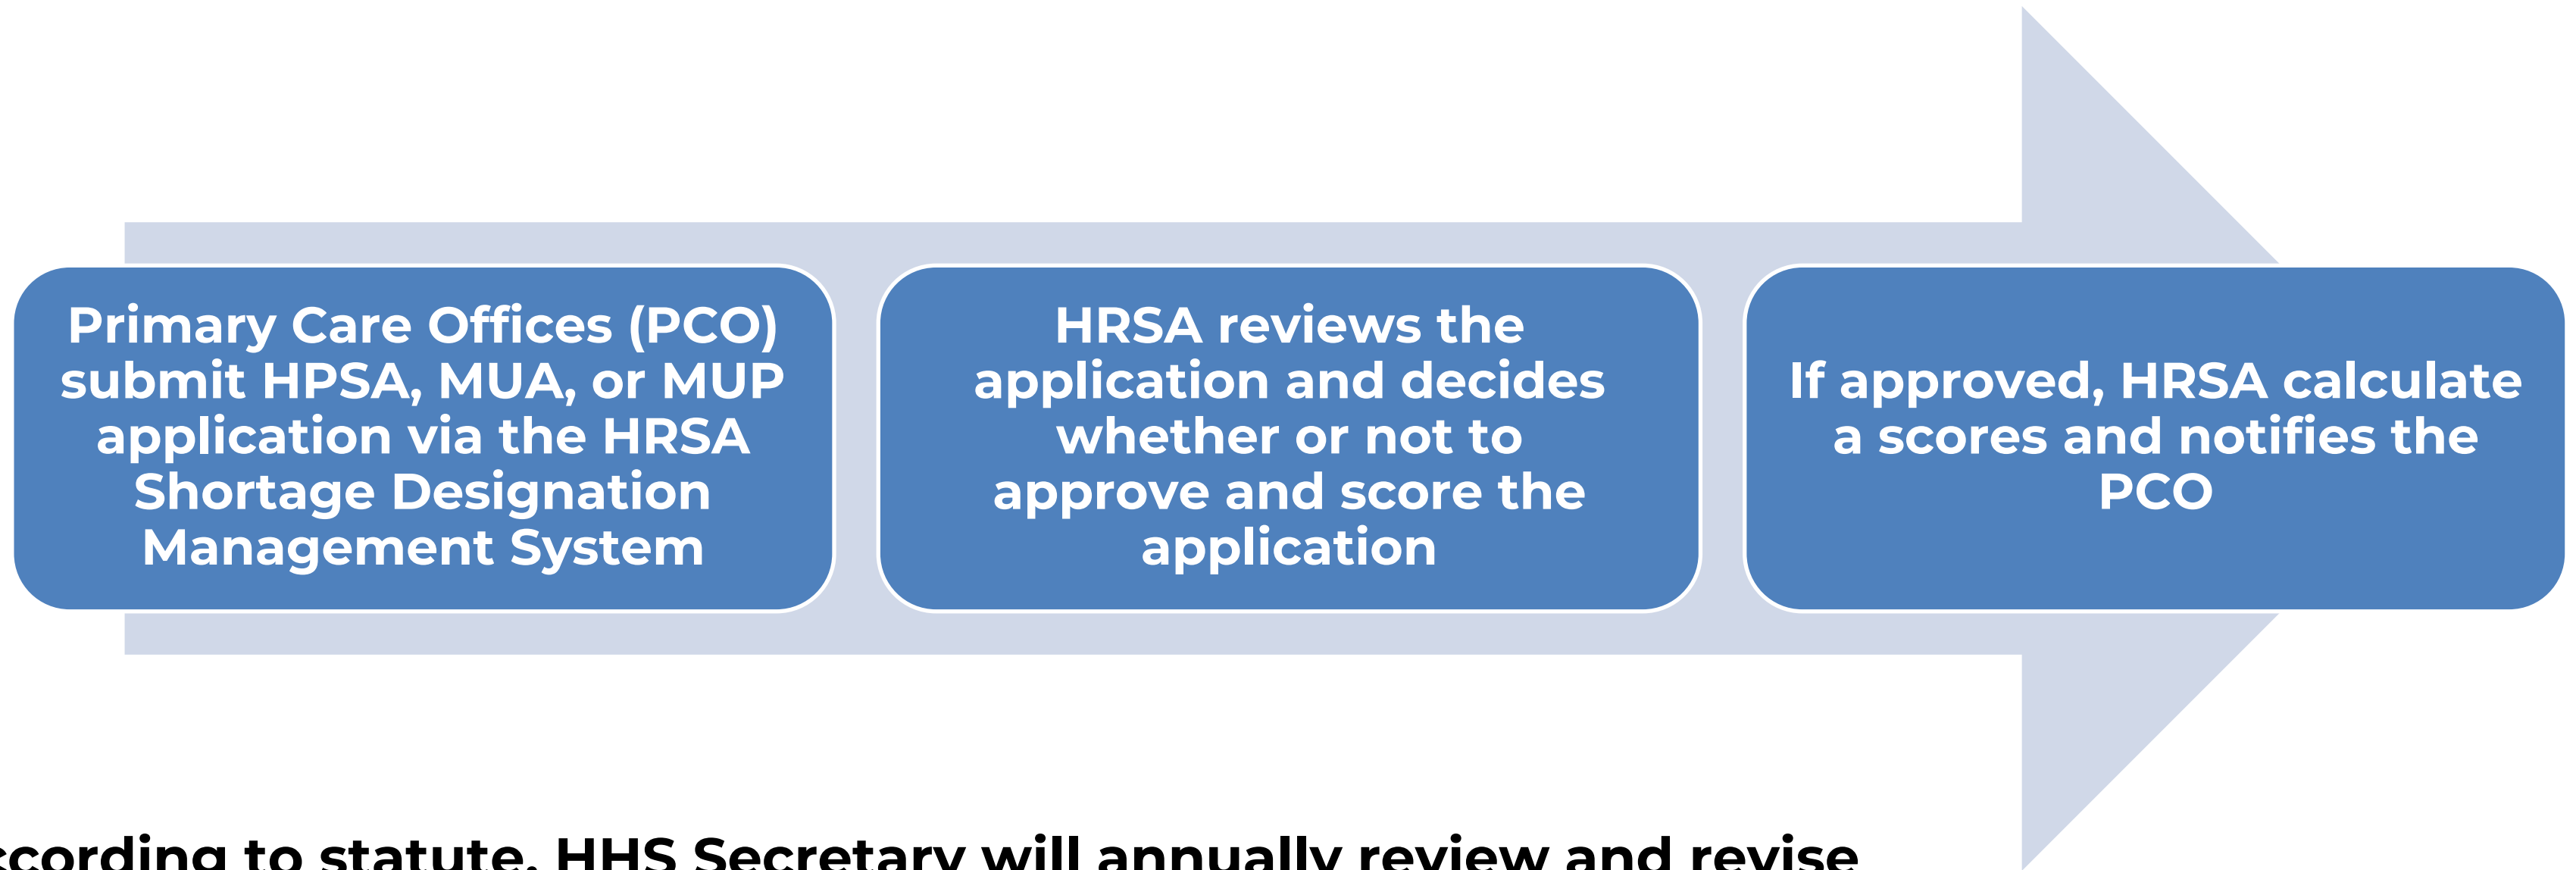 Primary Care Offices (PCO)
submit HPSA, MUA, or MUP
application via the HRSA
Shortage Designation
Management System
HRSA reviews the
application and decides
whether or not to
approve and score the
application
If approved, HRSA calculate
a scores and notifies the
PCO
ccording to statute, HHS Secretary will annually review and revise